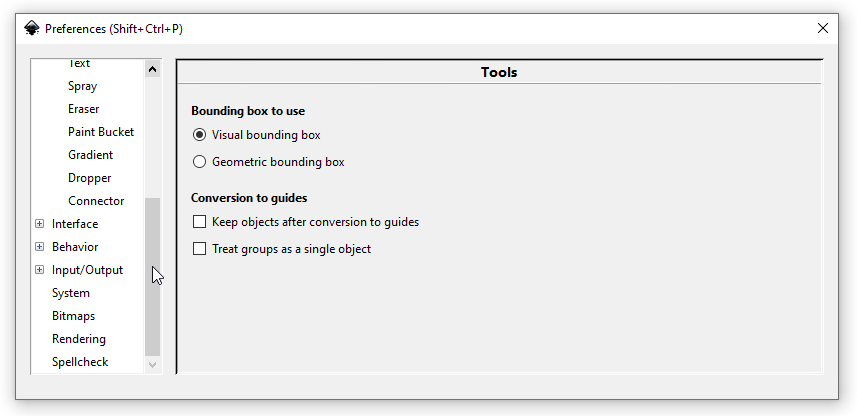 Preferences (Shift+Ctrl+P)
Text
Spray
Eraser
Paint Bucket
Gradient
Dropper
Connector
Interface
Behavior
Input/Output
System
Bitmaps
Rendering
Spellcheck
Tools
Bounding box to use
Visual bounding box
Geometric bounding box
Conversion to guides
Keep objects after conversion to guides
Treat groups as a single object